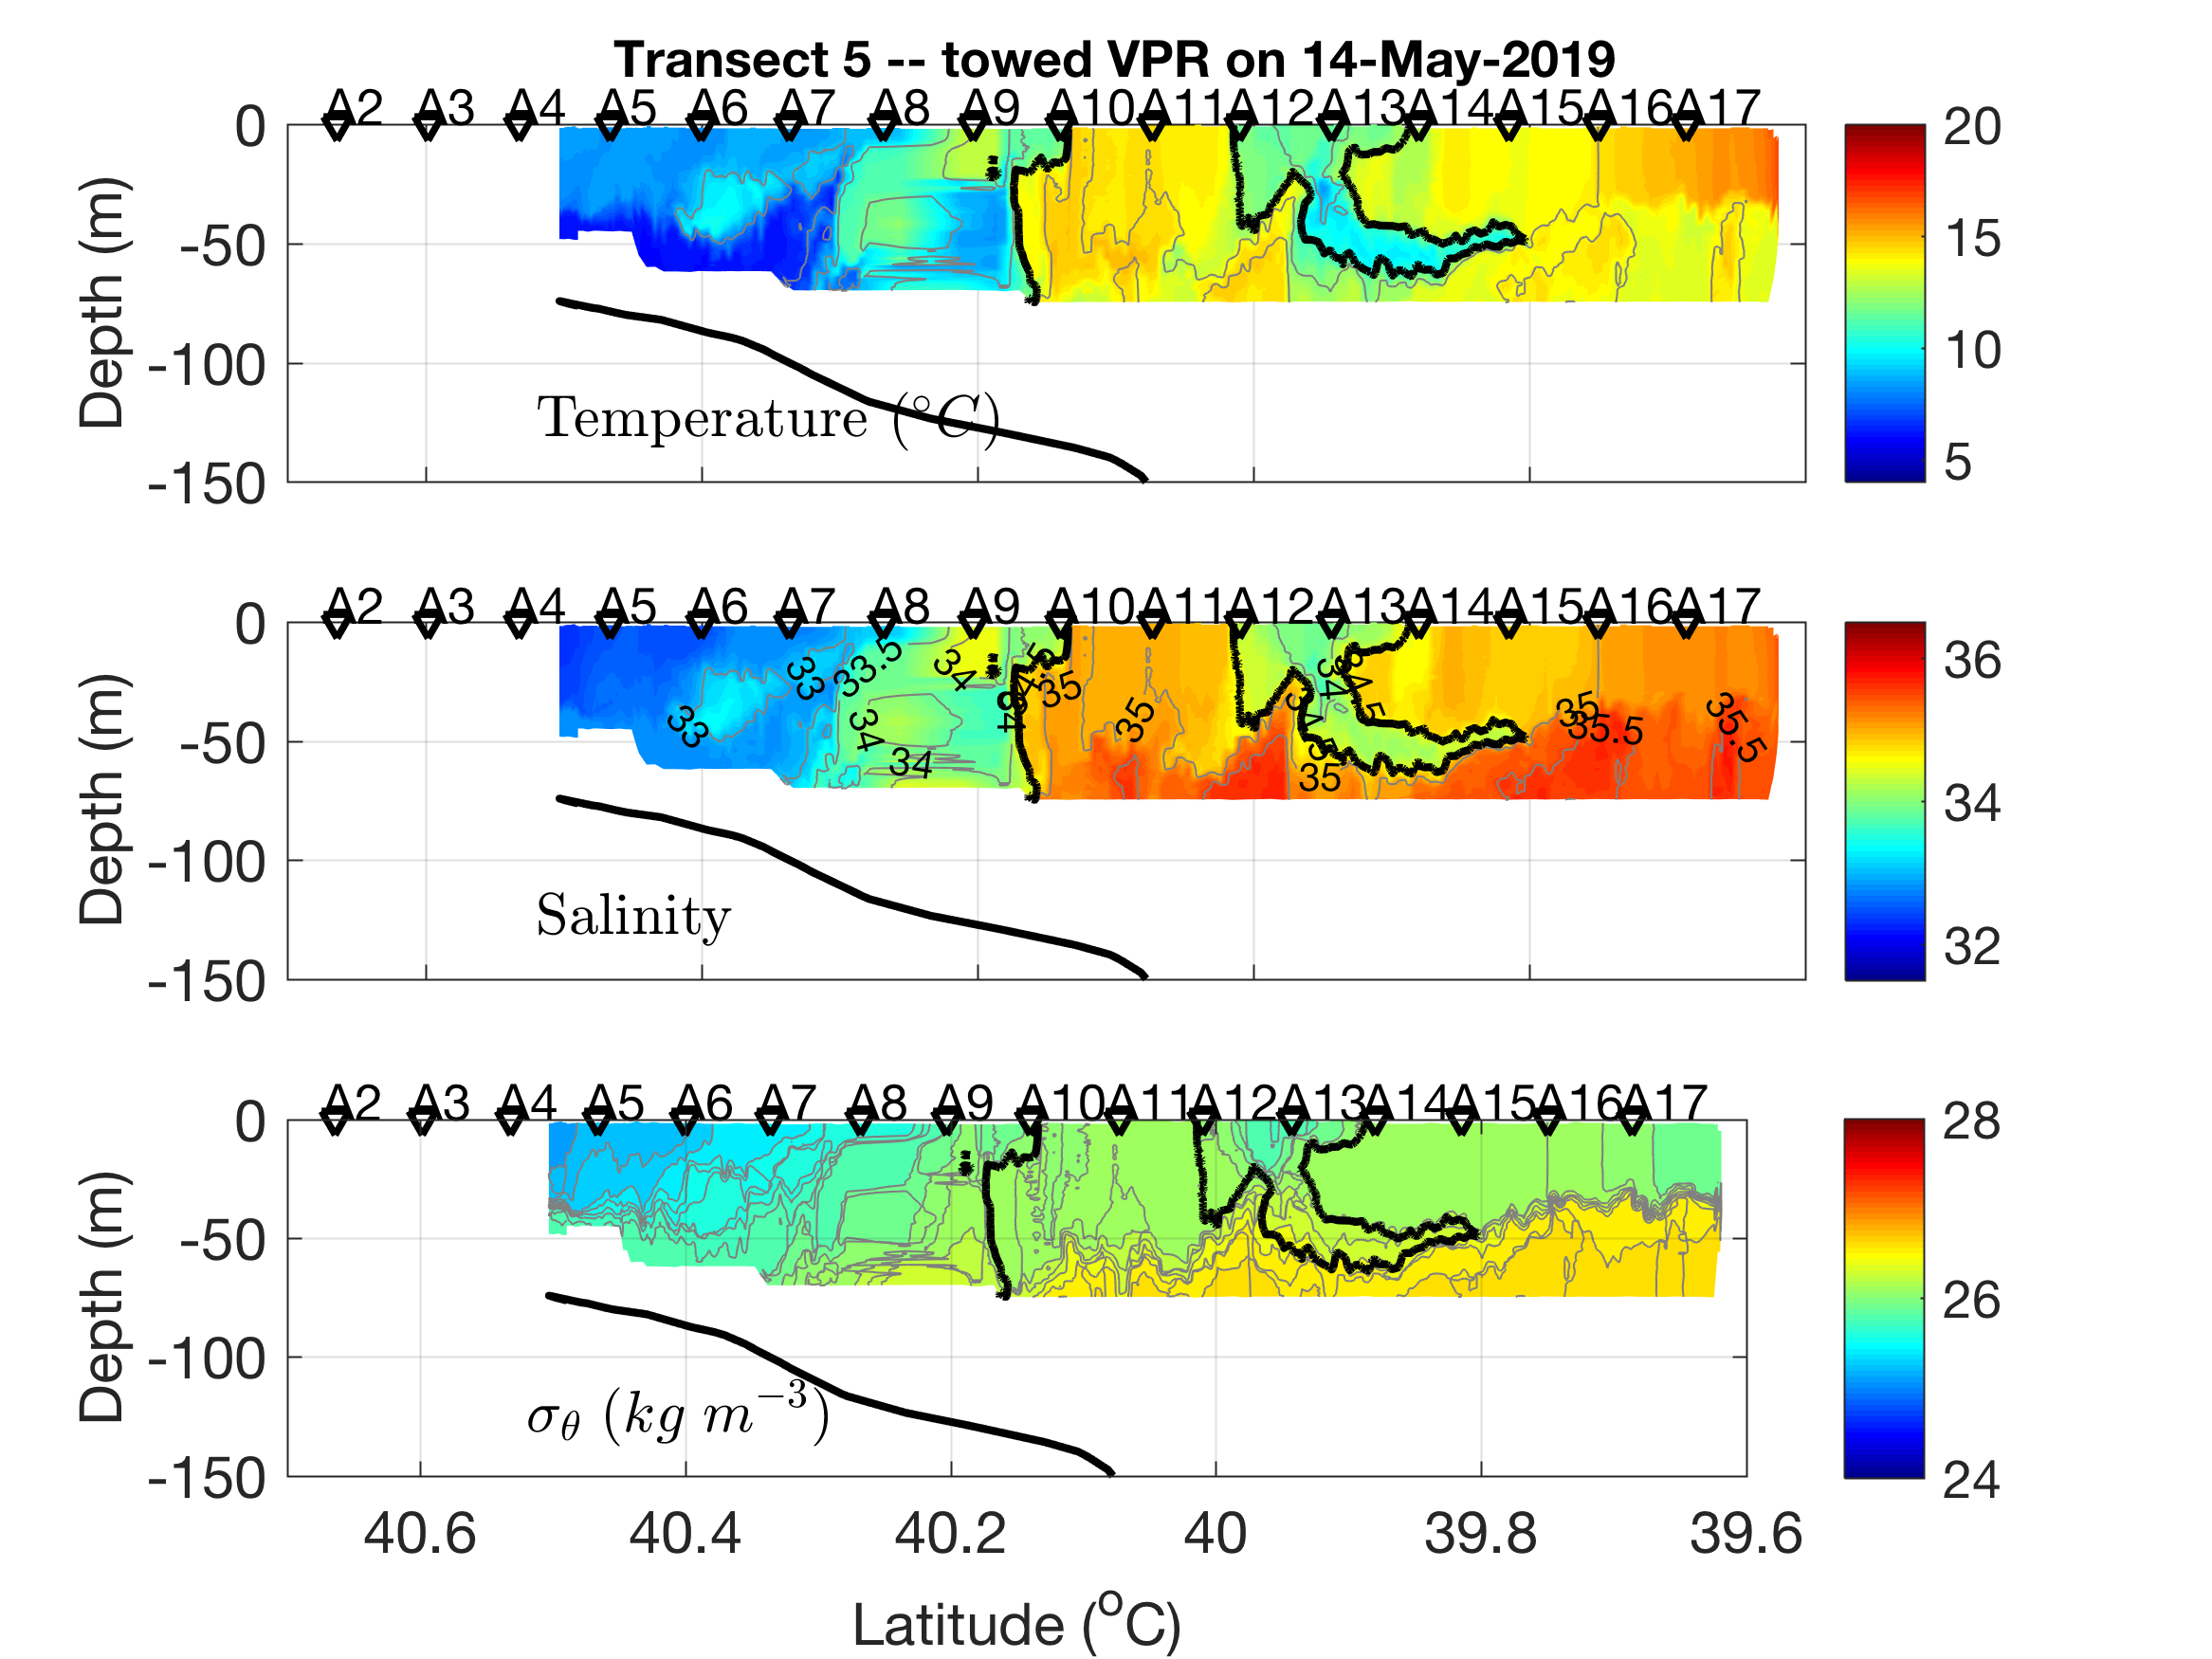 Transect 5 -- towed VPR on 14-May-2019
A2 A3 A4 A5 A6 A7 A8 A9 A10 A11 A12 A13 A14 A15 A16 A17
0
-50
-100
-150
Depth (m)
Temperature (°C)
20
15
10
5
A2 A3 A4 A5 A6 A7 A8 A9 A10 A11 A12 A13 A14 A15 A16 A17
0
-50
-100
-150
Depth (m)
33 33 33.5 34 34 34 35 35 34 35 35 35.5 35.5
Salinity
36
34
32
A2 A3 A4 A5 A6 A7 A8 A9 A10 A11 A12 A13 A14 A15 A16 A17
0
-50
-100
-150
Depth (m)
σθ (kg m⁻³)
28
26
24
40.6 40.4 40.2 40 39.8 39.6
Latitude (°C)